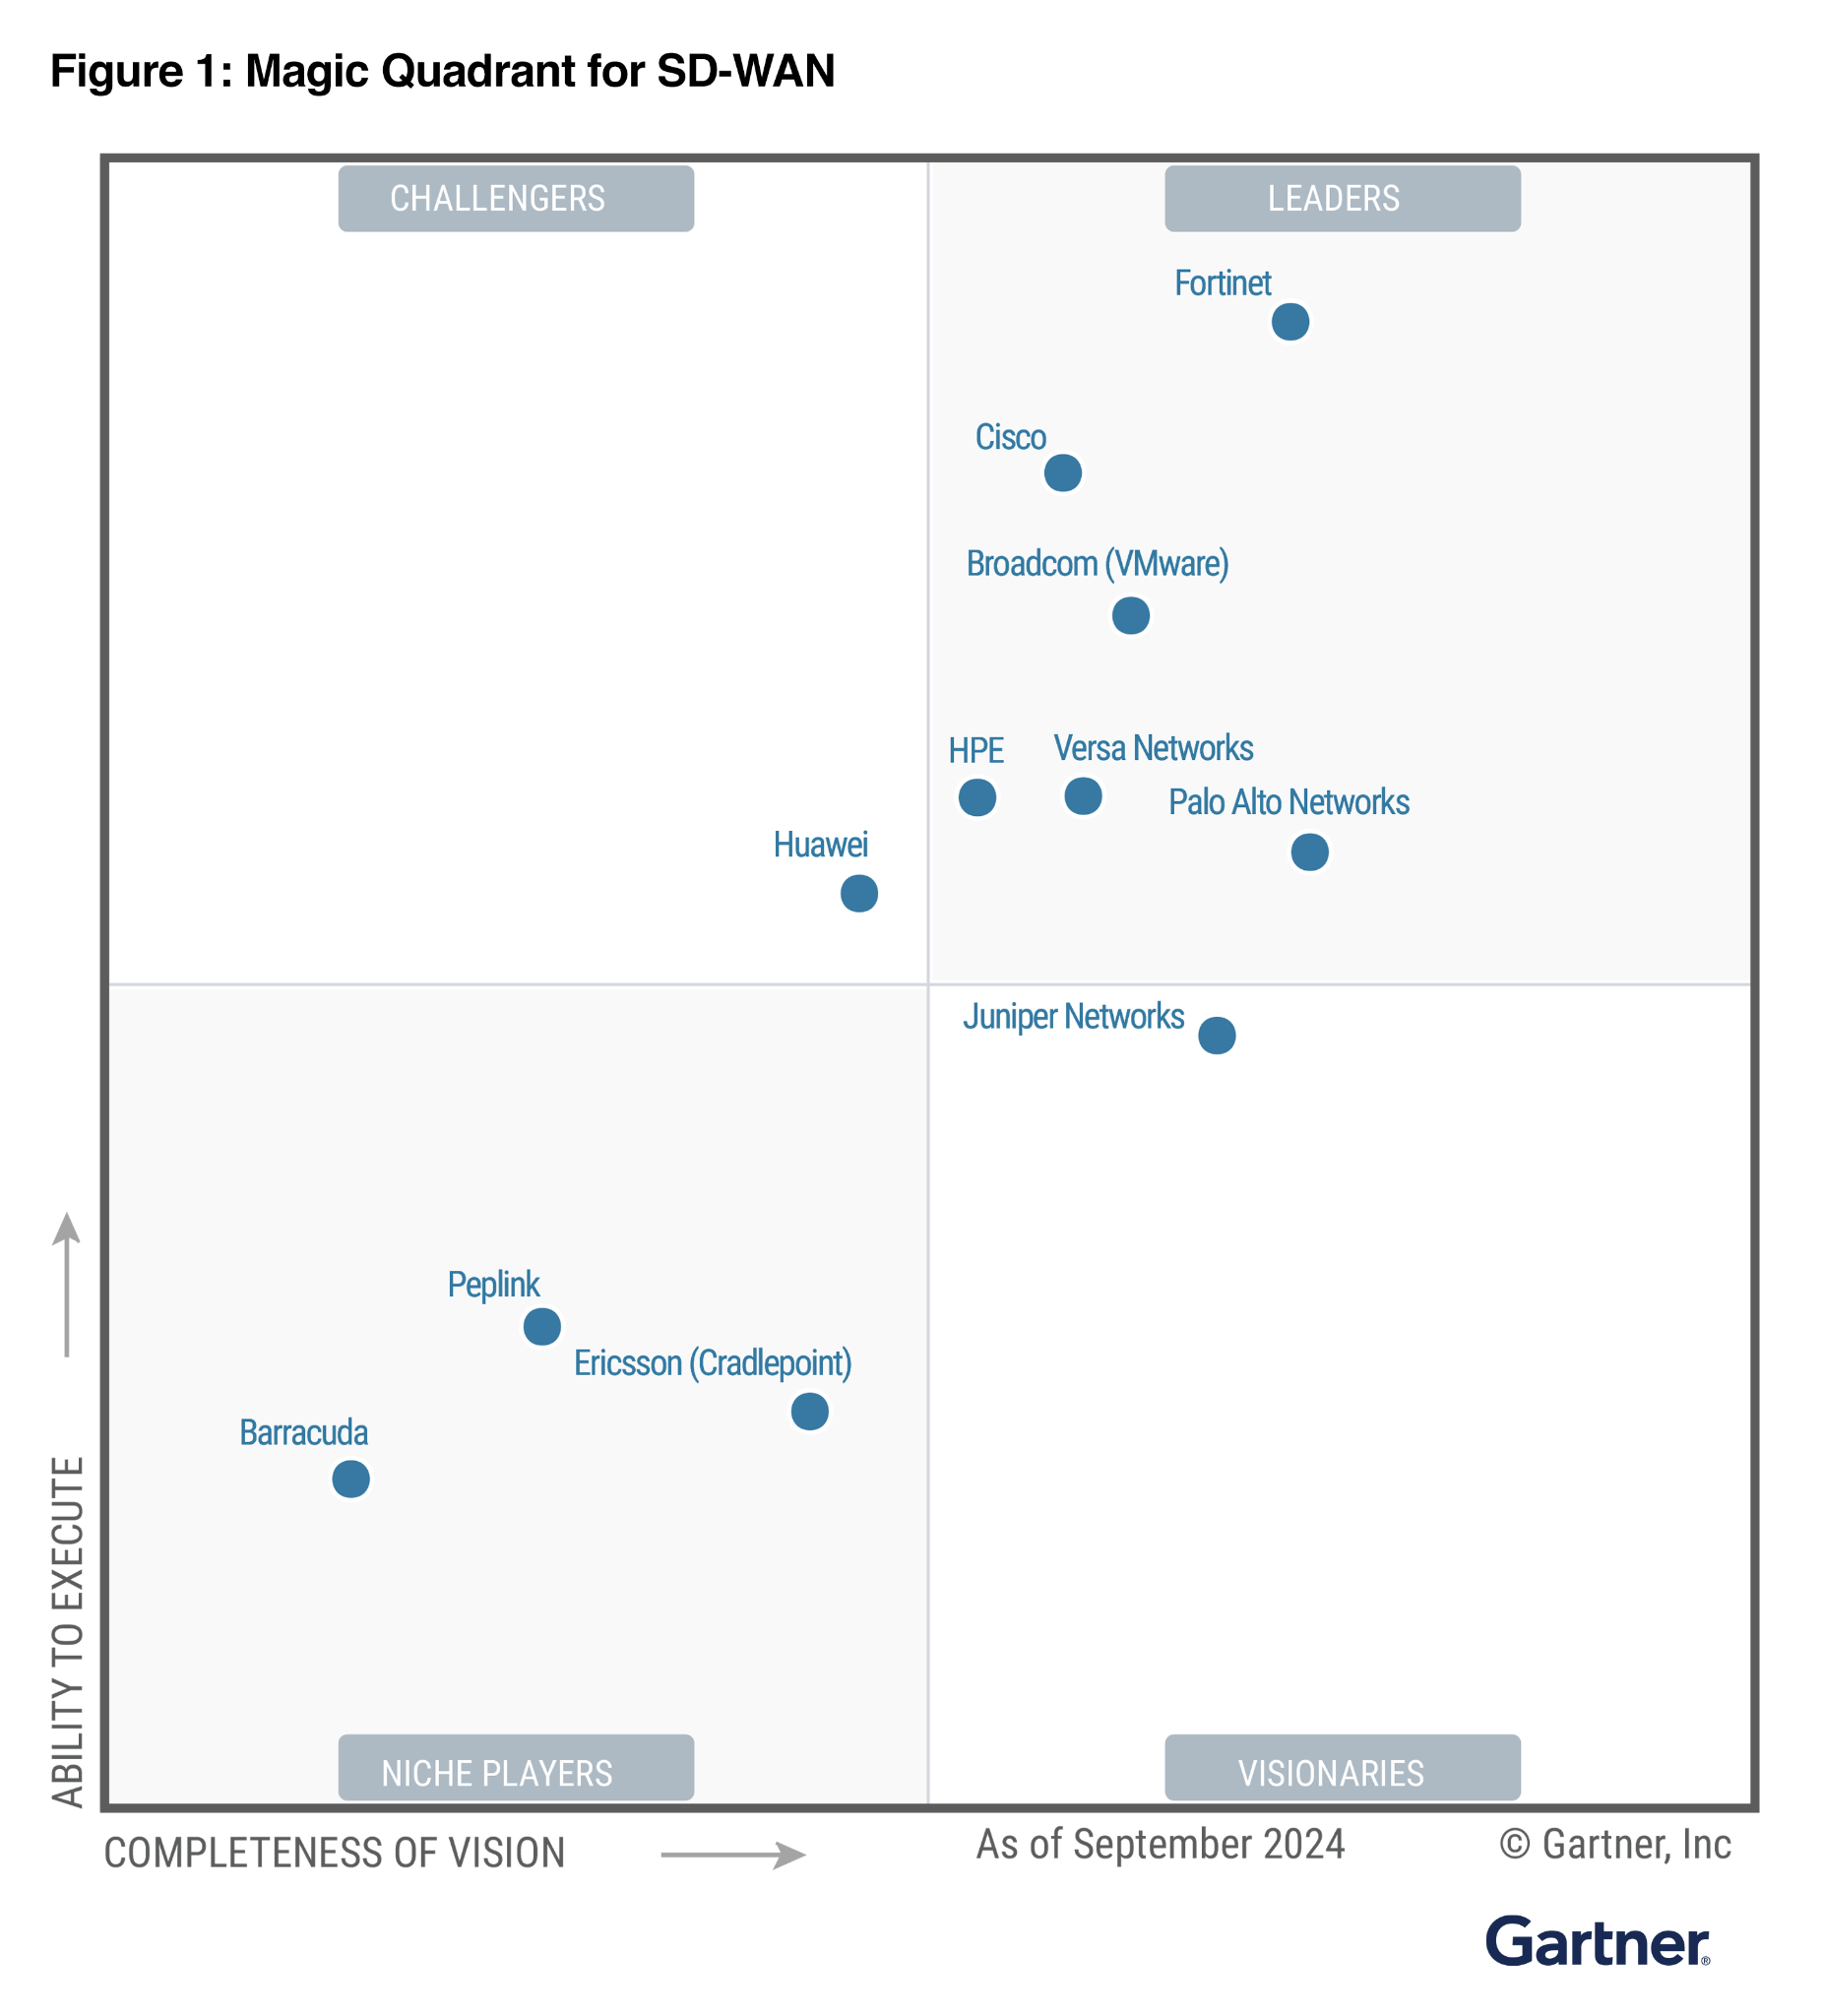 Figure 1: Magic Quadrant for SD-WAN
CHALLENGERS
LEADERS
Fortinet
Cisco
Broadcom (VMware)
HPE
Versa Networks
Palo Alto Networks
Huawei
Juniper Networks
Peplink
Ericsson (Cradlepoint)
Barracuda
NICHE PLAYERS
VISIONARIES
ABILITY TO EXECUTE
COMPLETENESS OF VISION
As of September 2024
© Gartner, Inc
Gartner®